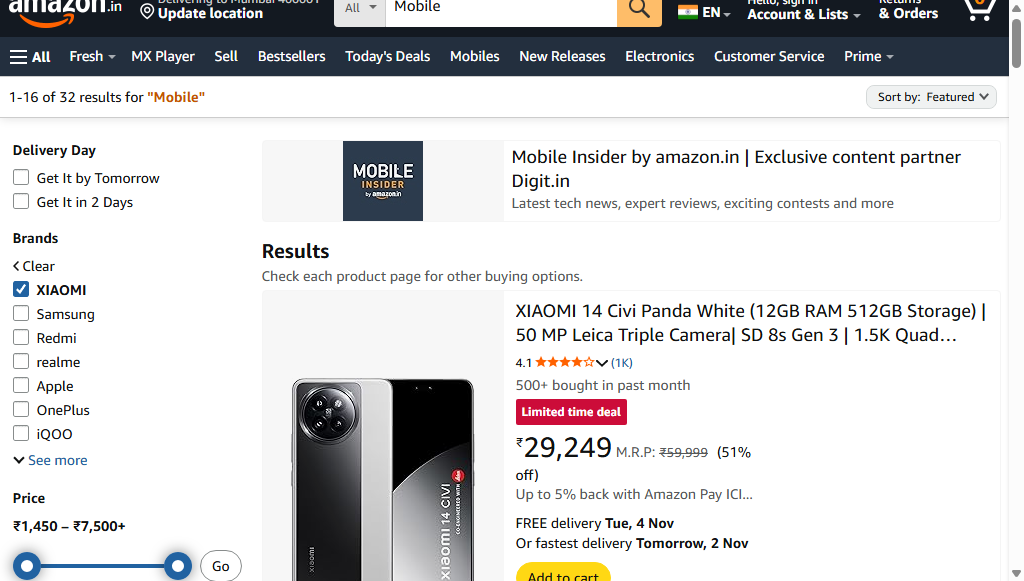 amazon.in
Delivering to Mumbai 400001
Update location
All
Mobile
EN
Hello, sign in
Account & Lists
Returns
& Orders
0
All
Fresh
MX Player
Sell
Bestsellers
Today's Deals
Mobiles
New Releases
Electronics
Customer Service
Prime
1-16 of 32 results for "Mobile"
Sort by: Featured
Delivery Day
Get It by Tomorrow
Get It in 2 Days
Brands
Clear
XIAOMI
Samsung
Redmi
realme
Apple
OnePlus
iQOO
See more
Price
₹1,450 – ₹7,500+
Go
MOBILE
INSIDER
by amazon.in
Mobile Insider by amazon.in | Exclusive content partner
Digit.in
Latest tech news, expert reviews, exciting contests and more
Results
Check each product page for other buying options.
xiaomi
xiaomi 14 CIVI
CO-ENGINEERED WITH
XIAOMI 14 Civi Panda White (12GB RAM 512GB Storage) |
50 MP Leica Triple Camera| SD 8s Gen 3 | 1.5K Quad…
4.1 (1K)
500+ bought in past month
Limited time deal
₹29,249 M.R.P: ₹59,999 (51%
off)
Up to 5% back with Amazon Pay ICI…
FREE delivery Tue, 4 Nov
Or fastest delivery Tomorrow, 2 Nov
Add to cart